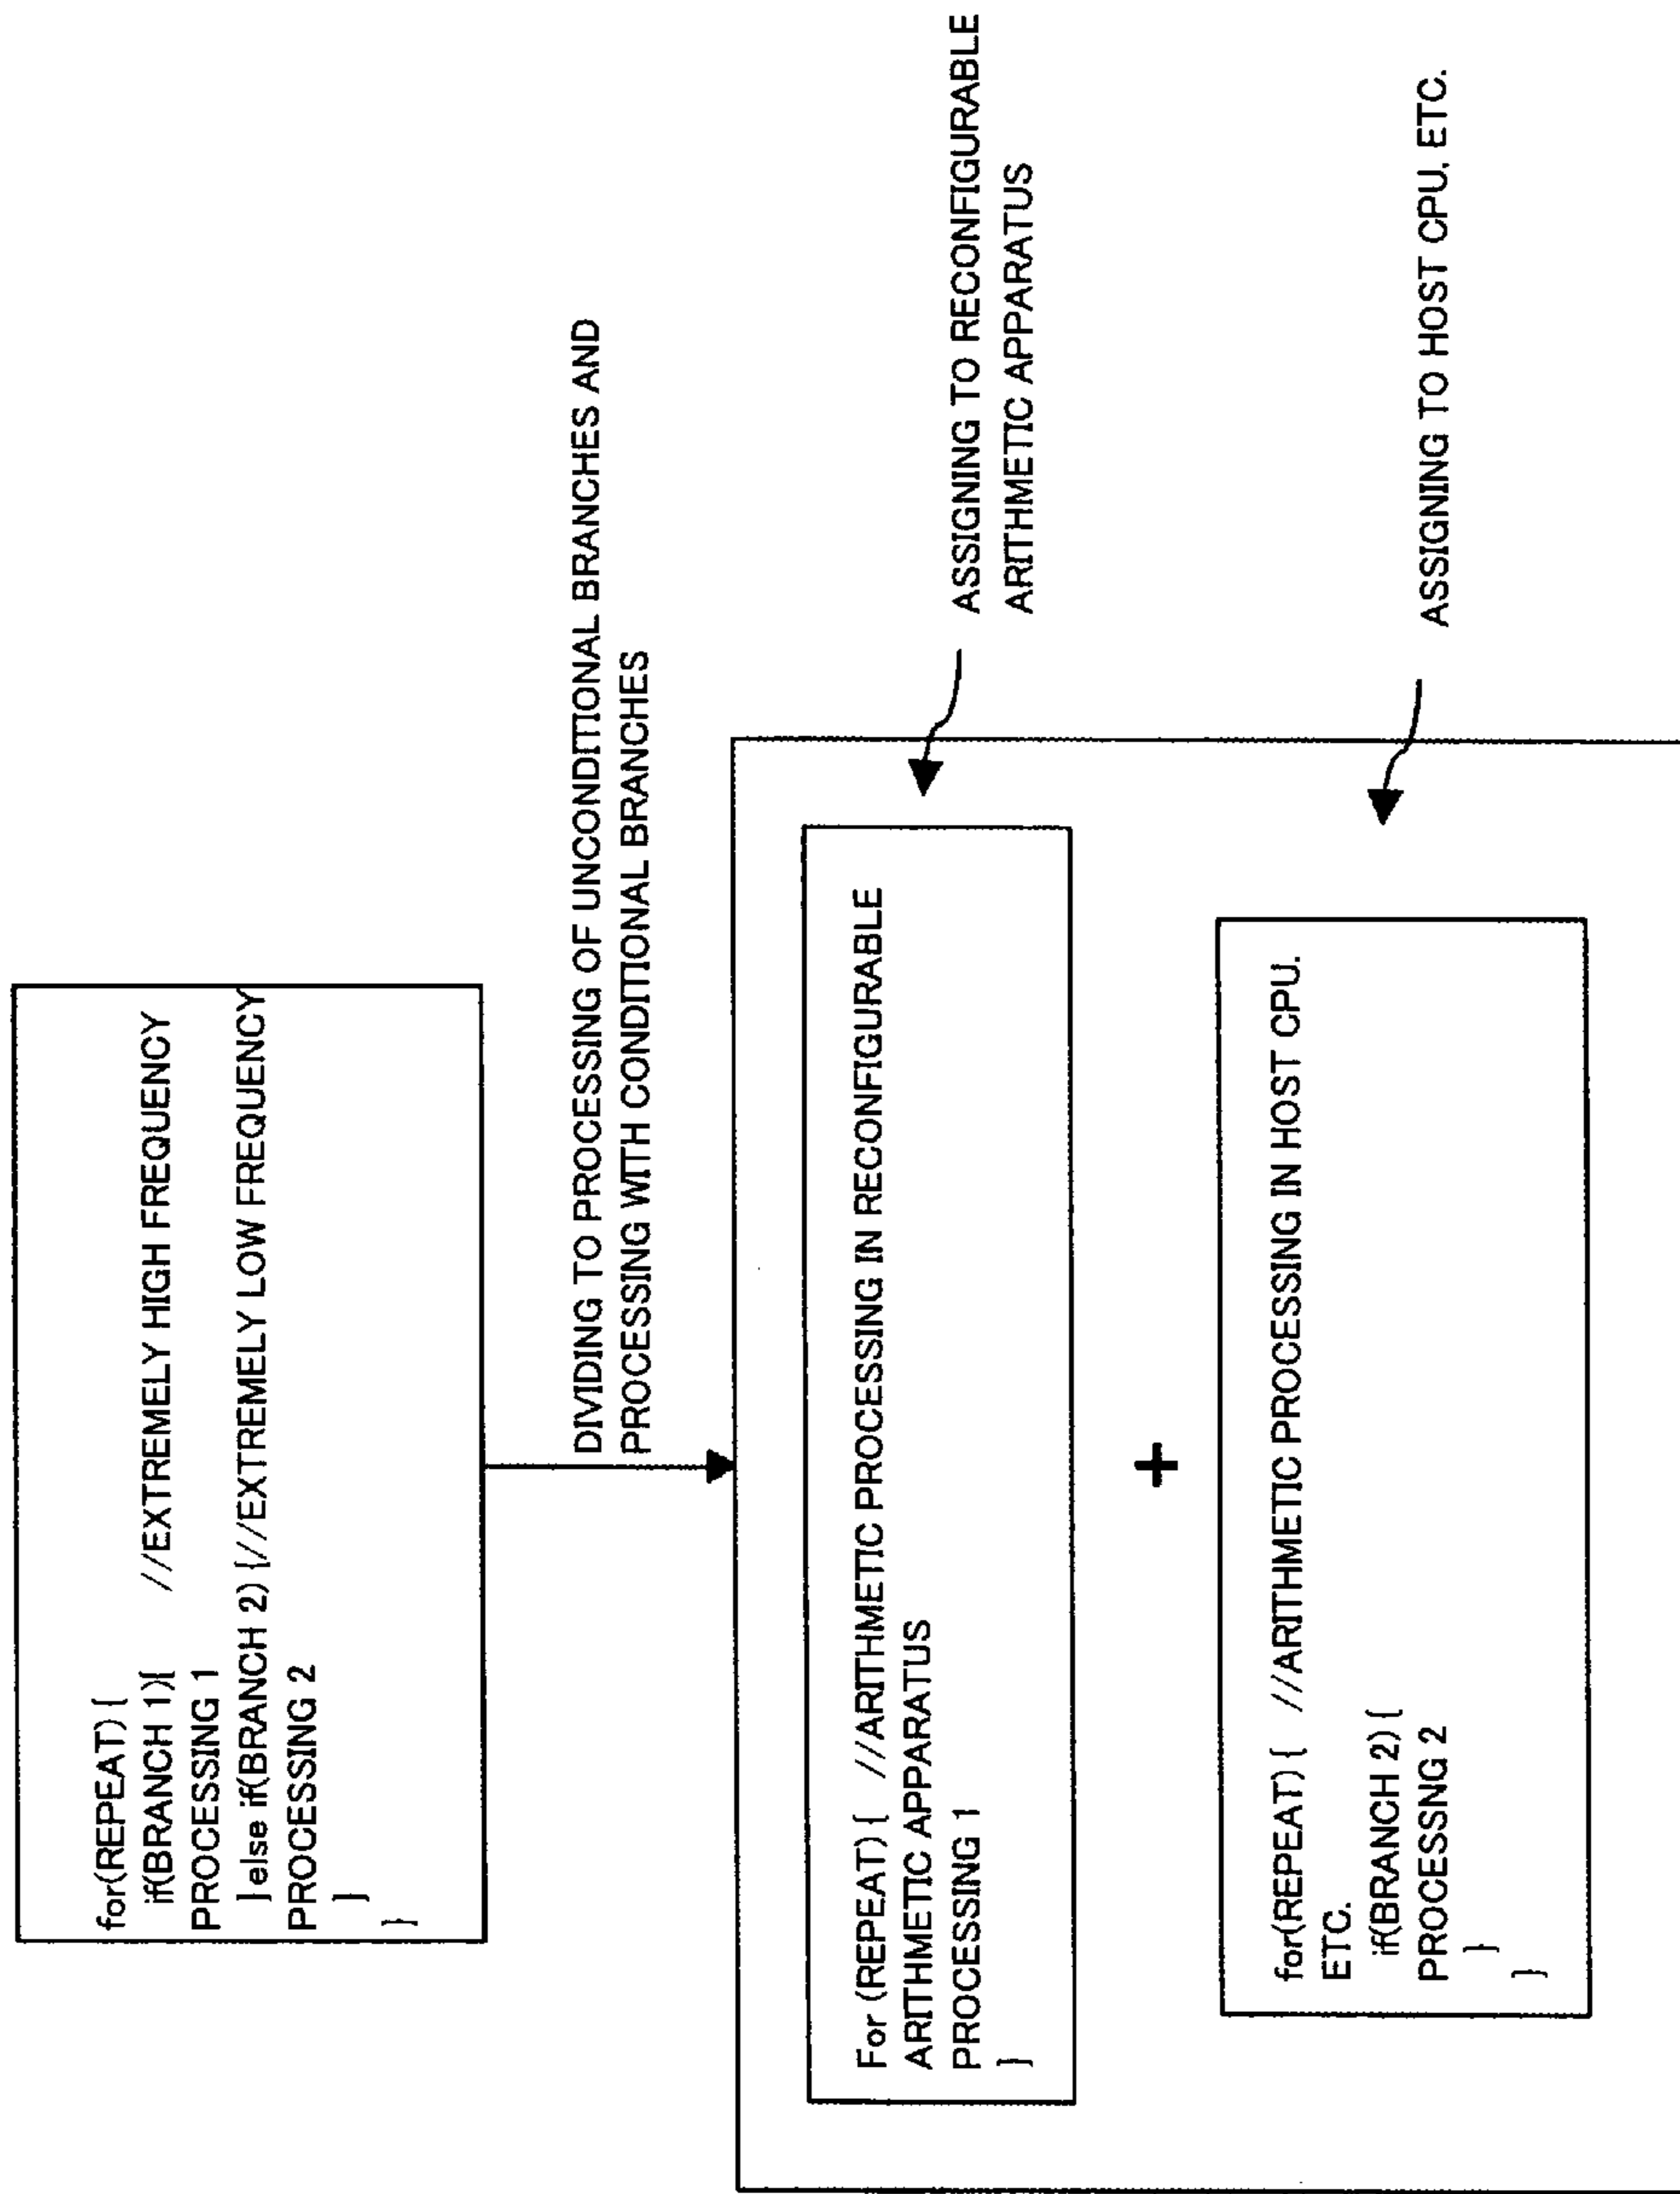 for(REPEAT) {
if(BRANCH 1){ //EXTREMELY HIGH FREQUENCY
PROCESSING 1
} else if(BRANCH 2) {//EXTREMELY LOW FREQUENCY
PROCESSING 2
}
}
DIVIDING TO PROCESSING OF UNCONDITIONAL BRANCHES AND
PROCESSING WITH CONDITIONAL BRANCHES
For (REPEAT) { //ARITHMETIC PROCESSING IN RECONFIGURABLE
ARITHMETIC APPARATUS
PROCESSING 1
}
ASSIGNING TO RECONFIGURABLE
ARITHMETIC APPARATUS
+
for(REPEAT) { //ARITHMETIC PROCESSING IN HOST CPU.
ETC.
if(BRANCH 2) {
PROCESSNG 2
}
}
ASSIGNING TO HOST CPU, ETC.